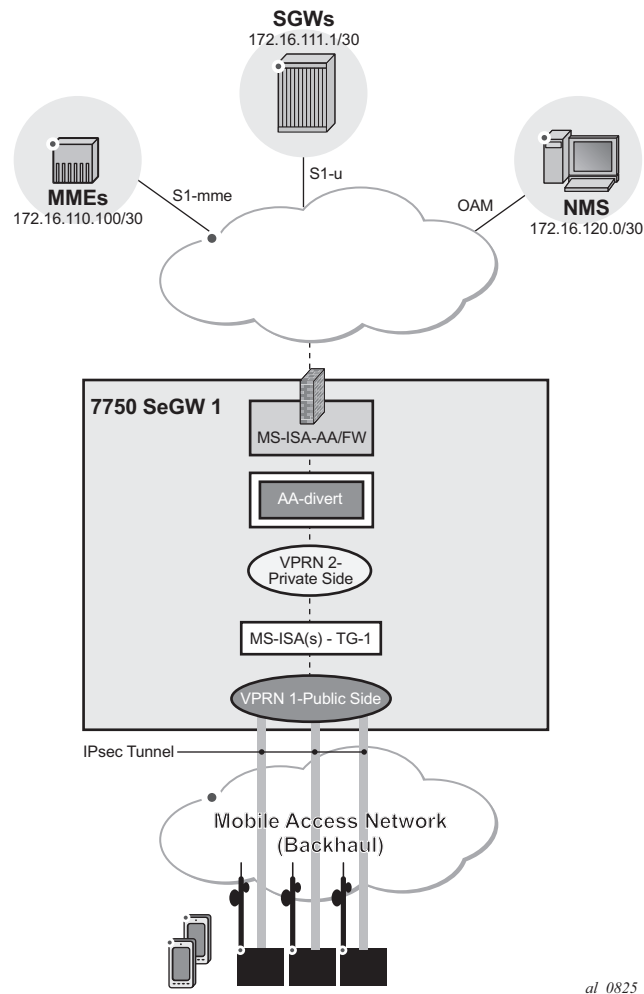 SGWs
172.16.111.1/30
MMEs
172.16.110.100/30
S1-mme
S1-u
OAM
NMS
172.16.120.0/30
7750 SeGW 1
MS-ISA-AA/FW
AA-divert
VPRN 2-
Private Side
MS-ISA(s) - TG-1
VPRN 1-Public Side
IPsec Tunnel
Mobile Access Network
(Backhaul)
al_0825